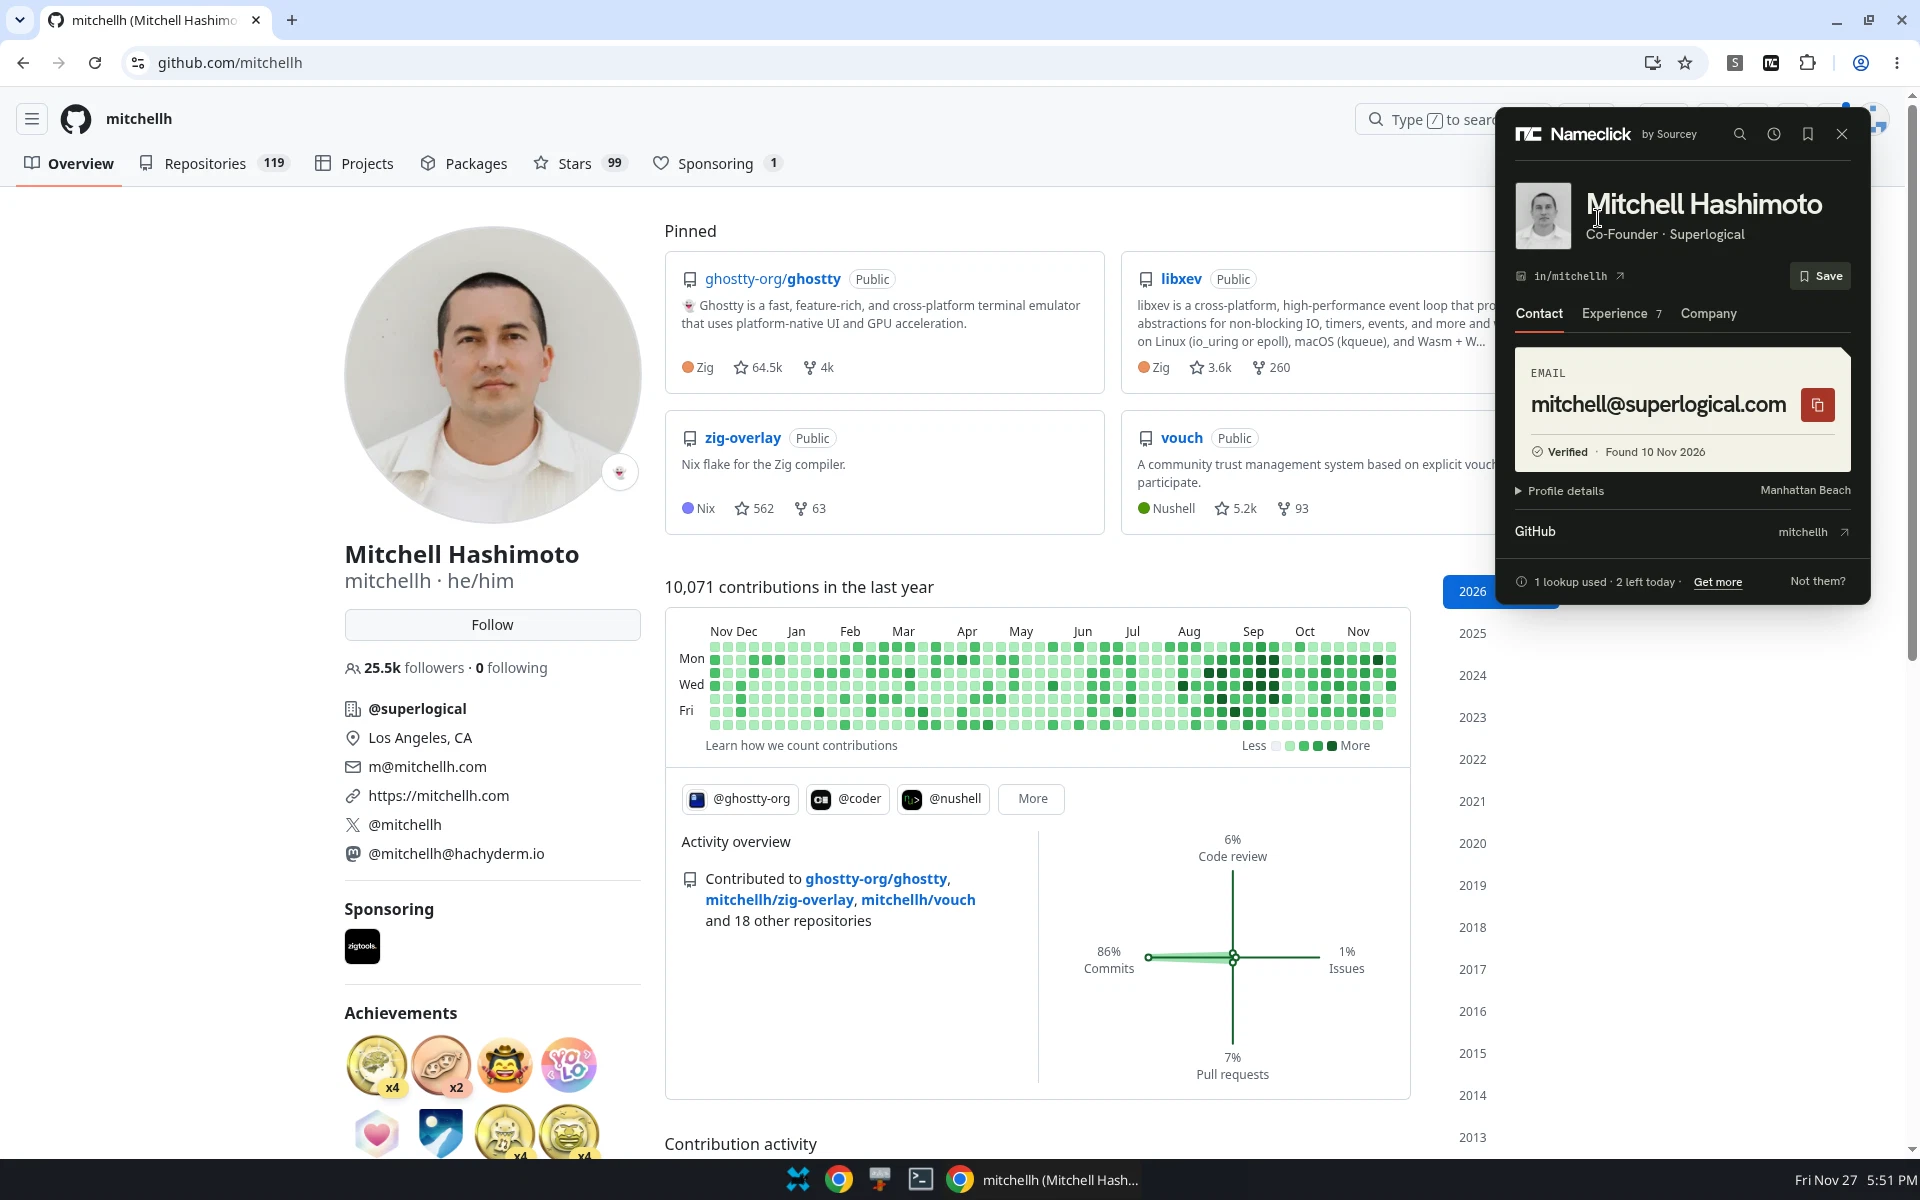 mitchellh (Mitchell Hashimo
github.com/mitchellh
S
mitchellh
Type / to searc
Overview
Repositories 119
Projects
Packages
Stars 99
Sponsoring 1
Mitchell Hashimoto
mitchellh · he/him
Follow
25.5k followers · 0 following
@superlogical
Los Angeles, CA
m@mitchellh.com
https://mitchellh.com
@mitchellh
@mitchellh@hachyderm.io
Sponsoring
zigtools.
Achievements
x4
x2
YOLO
x4
x4
Pinned
ghostty-org/ghostty Public
👻 Ghostty is a fast, feature-rich, and cross-platform terminal emulator
that uses platform-native UI and GPU acceleration.
Zig 64.5k 4k
libxev Public
libxev is a cross-platform, high-performance event loop that pro
abstractions for non-blocking IO, timers, events, and more and w
on Linux (io_uring or epoll), macOS (kqueue), and Wasm + W...
Zig 3.6k 260
zig-overlay Public
Nix flake for the Zig compiler.
Nix 562 63
vouch Public
A community trust management system based on explicit vouch
participate.
Nushell 5.2k 93
10,071 contributions in the last year
Nov Dec Jan Feb Mar Apr May Jun Jul Aug Sep Oct Nov
Mon
Wed
Fri
Learn how we count contributions
Less More
@ghostty-org
@coder
@nushell
More
Activity overview
Contributed to ghostty-org/ghostty,
mitchellh/zig-overlay, mitchellh/vouch
and 18 other repositories
6%
Code review
86%
Commits
1%
Issues
7%
Pull requests
Contribution activity
2026
2025
2024
2023
2022
2021
2020
2019
2018
2017
2016
2015
2014
2013
Nameclick by Sourcey
Mitchell Hashimoto
Co-Founder · Superlogical
in/mitchellh
Save
Contact
Experience 7
Company
EMAIL
mitchell@superlogical.com
Verified · Found 10 Nov 2026
Profile details
Manhattan Beach
GitHub
mitchellh
1 lookup used · 2 left today ·
Get more
Not them?
mitchellh (Mitchell Hash...
Fri Nov 27 5:51 PM